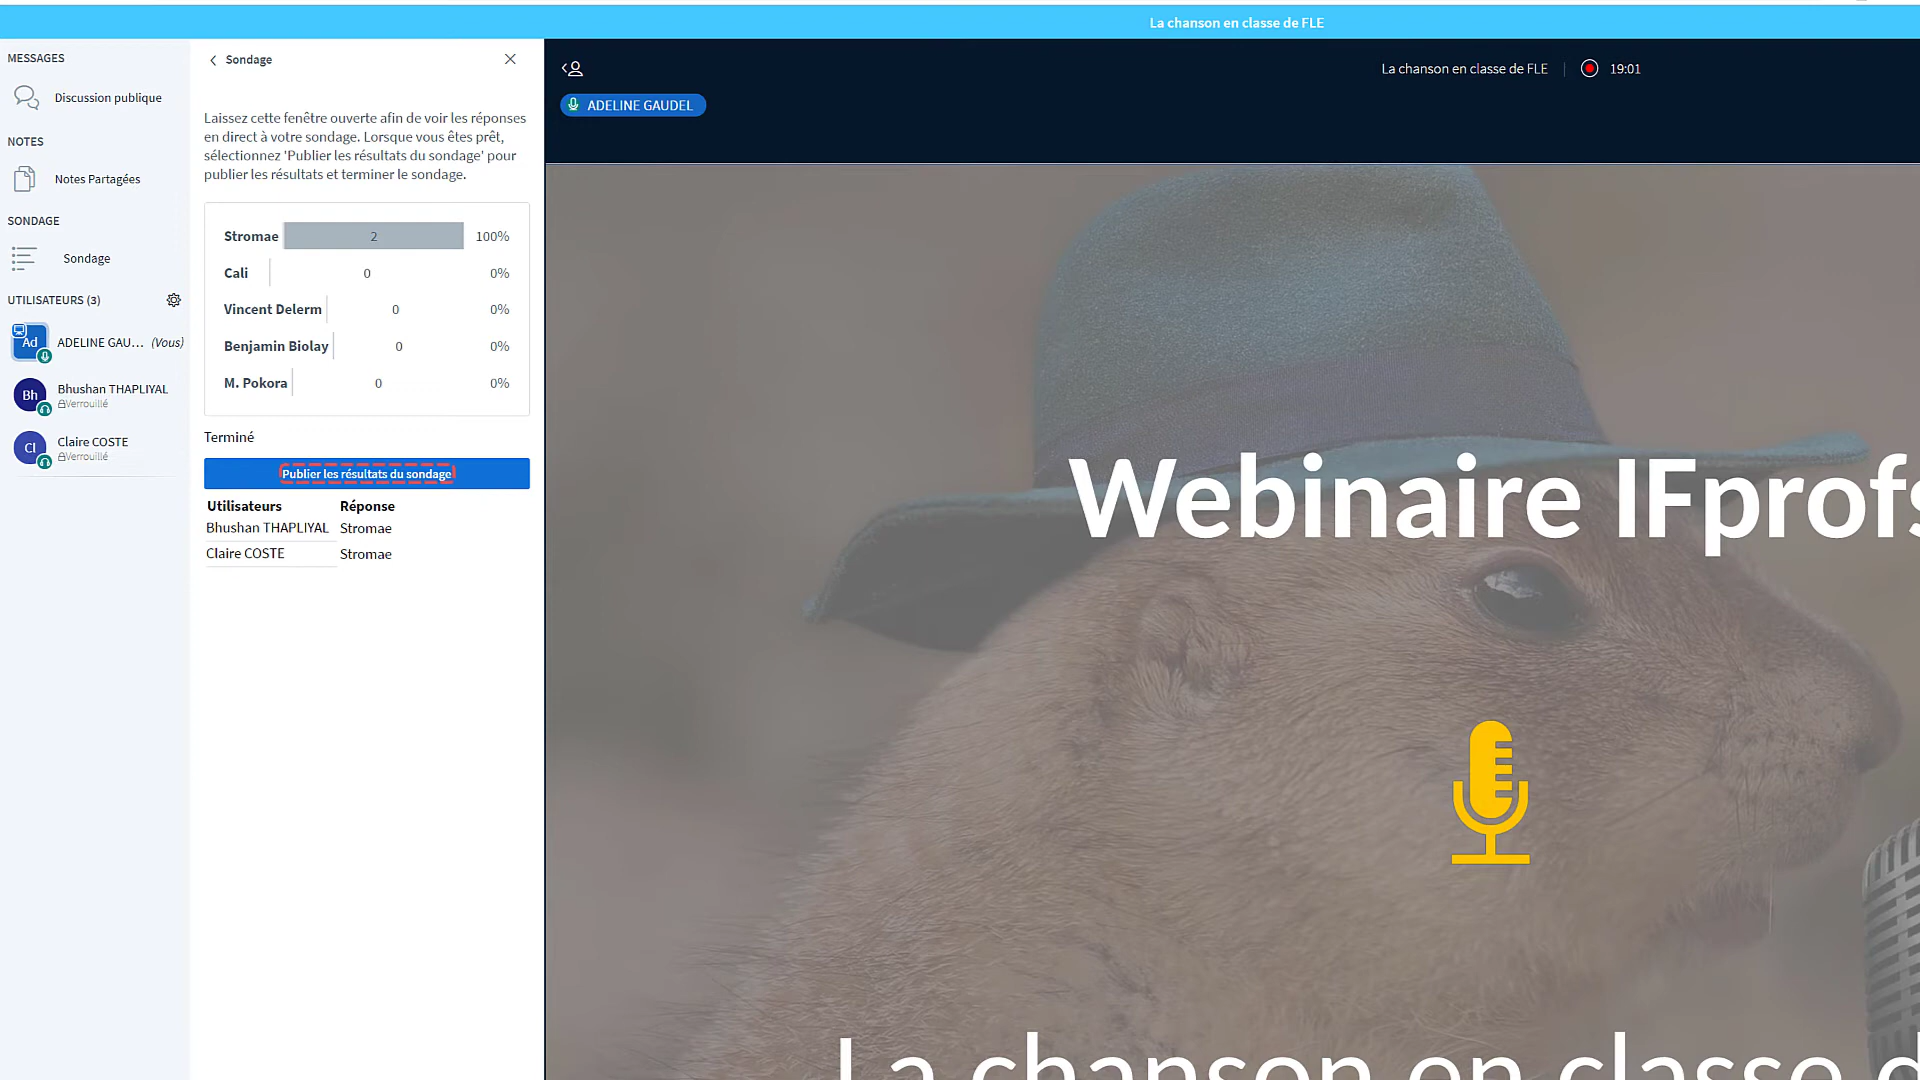 La chanson en classe de FLE
MESSAGES
Discussion publique
NOTES
Notes Partagées
SONDAGE
Sondage
UTILISATEURS (3)
Ad
ADELINE GAU... (Vous)
Bh
Bhushan THAPLIYAL
Verrouillé
Cl
Claire COSTE
Verrouillé
Sondage
Laissez cette fenêtre ouverte afin de voir les réponses
en direct à votre sondage. Lorsque vous êtes prêt,
sélectionnez 'Publier les résultats du sondage' pour
publier les résultats et terminer le sondage.
Stromae 2 100%
Cali 0 0%
Vincent Delerm 0 0%
Benjamin Biolay 0 0%
M. Pokora 0 0%
Terminé
Publier les résultats du sondage
Utilisateurs Réponse
Bhushan THAPLIYAL Stromae
Claire COSTE Stromae
La chanson en classe de FLE 19:01
ADELINE GAUDEL
Webinaire IFprofs
La chanson en classe d